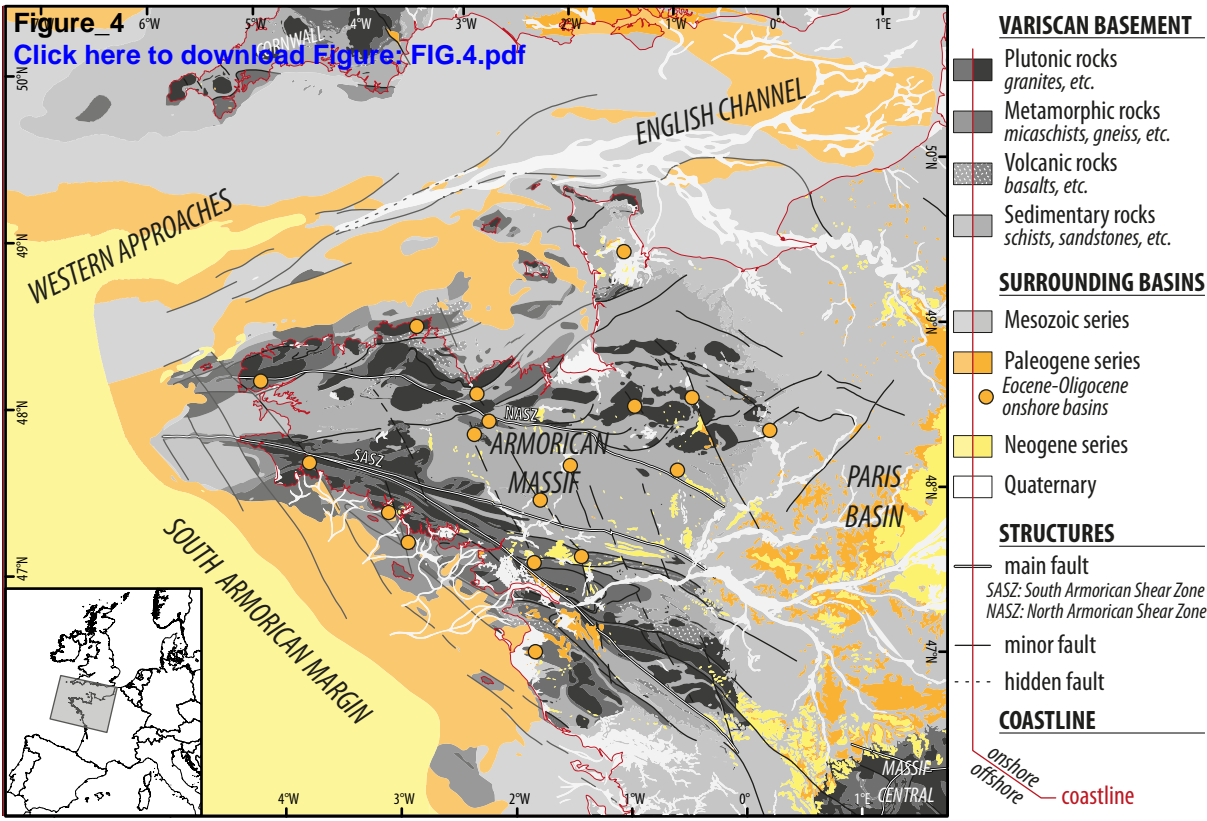 Figure_4
Click here to download Figure: FIG.4.pdf
6°W
5°W
4°W
3°W
2°W
1°W
0°
1°E
CORNWALL
50°N
49°N
48°N
47°N
50°N
49°N
48°N
47°N
ENGLISH CHANNEL
WESTERN APPROACHES
NASZ
SASZ
ARMORICAN
MASSIF
PARIS
BASIN
SOUTH ARMORICAN MARGIN
MASSIF
CENTRAL
4°W
3°W
2°W
1°W
0°
1°E
VARISCAN BASEMENT
Plutonic rocks
granites, etc.
Metamorphic rocks
micaschists, gneiss, etc.
Volcanic rocks
basalts, etc.
Sedimentary rocks
schists, sandstones, etc.
SURROUNDING BASINS
Mesozoic series
Paleogene series
Eocene-Oligocene
onshore basins
Neogene series
Quaternary
STRUCTURES
main fault
SASZ: South Armorican Shear Zone
NASZ: North Armorican Shear Zone
minor fault
hidden fault
COASTLINE
onshore
offshore
coastline